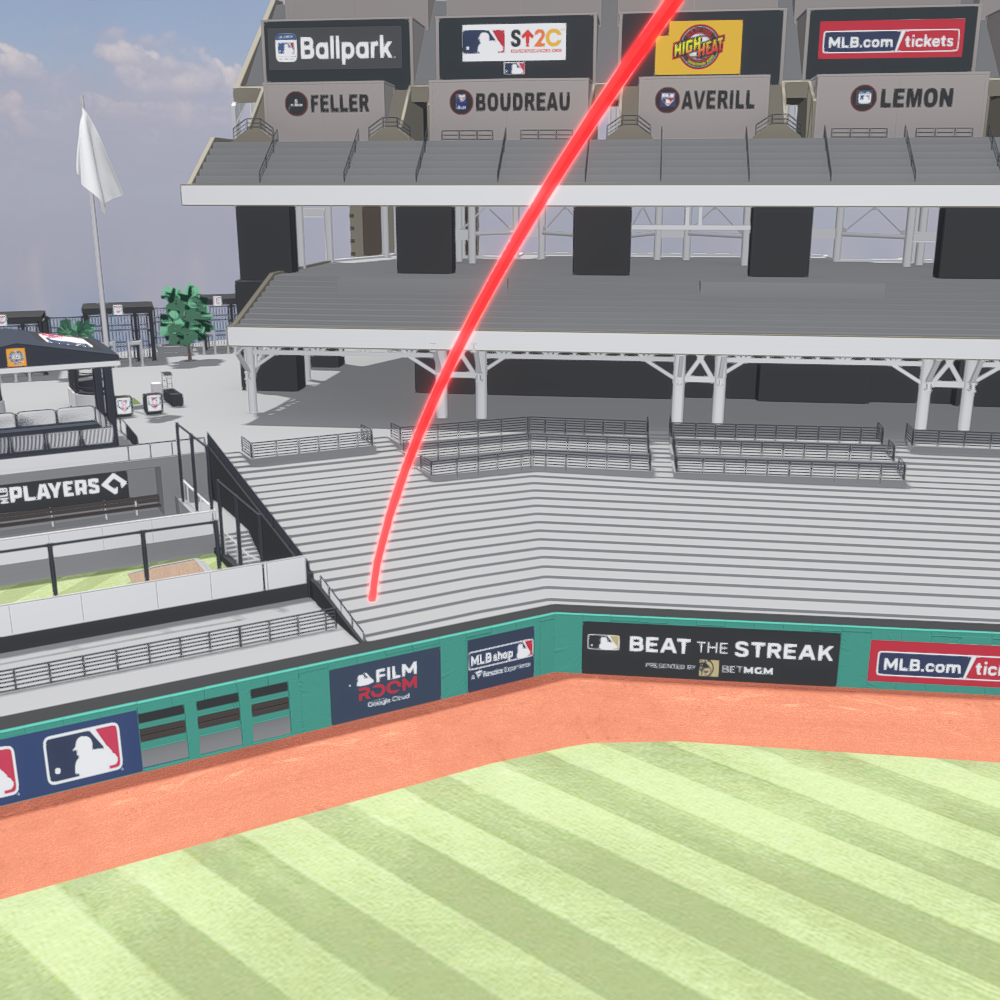 Ballpark.
S↑2C
HIGH HEAT
MLB.com/tickets
FELLER
BOUDREAU
AVERILL
LEMON
PLAYERS
BEAT THE STREAK
PRESENTED BY BETMGM
FILM
ROOM
Google Cloud
MLB shop
A Fanatics Experience
MLB.com/tic